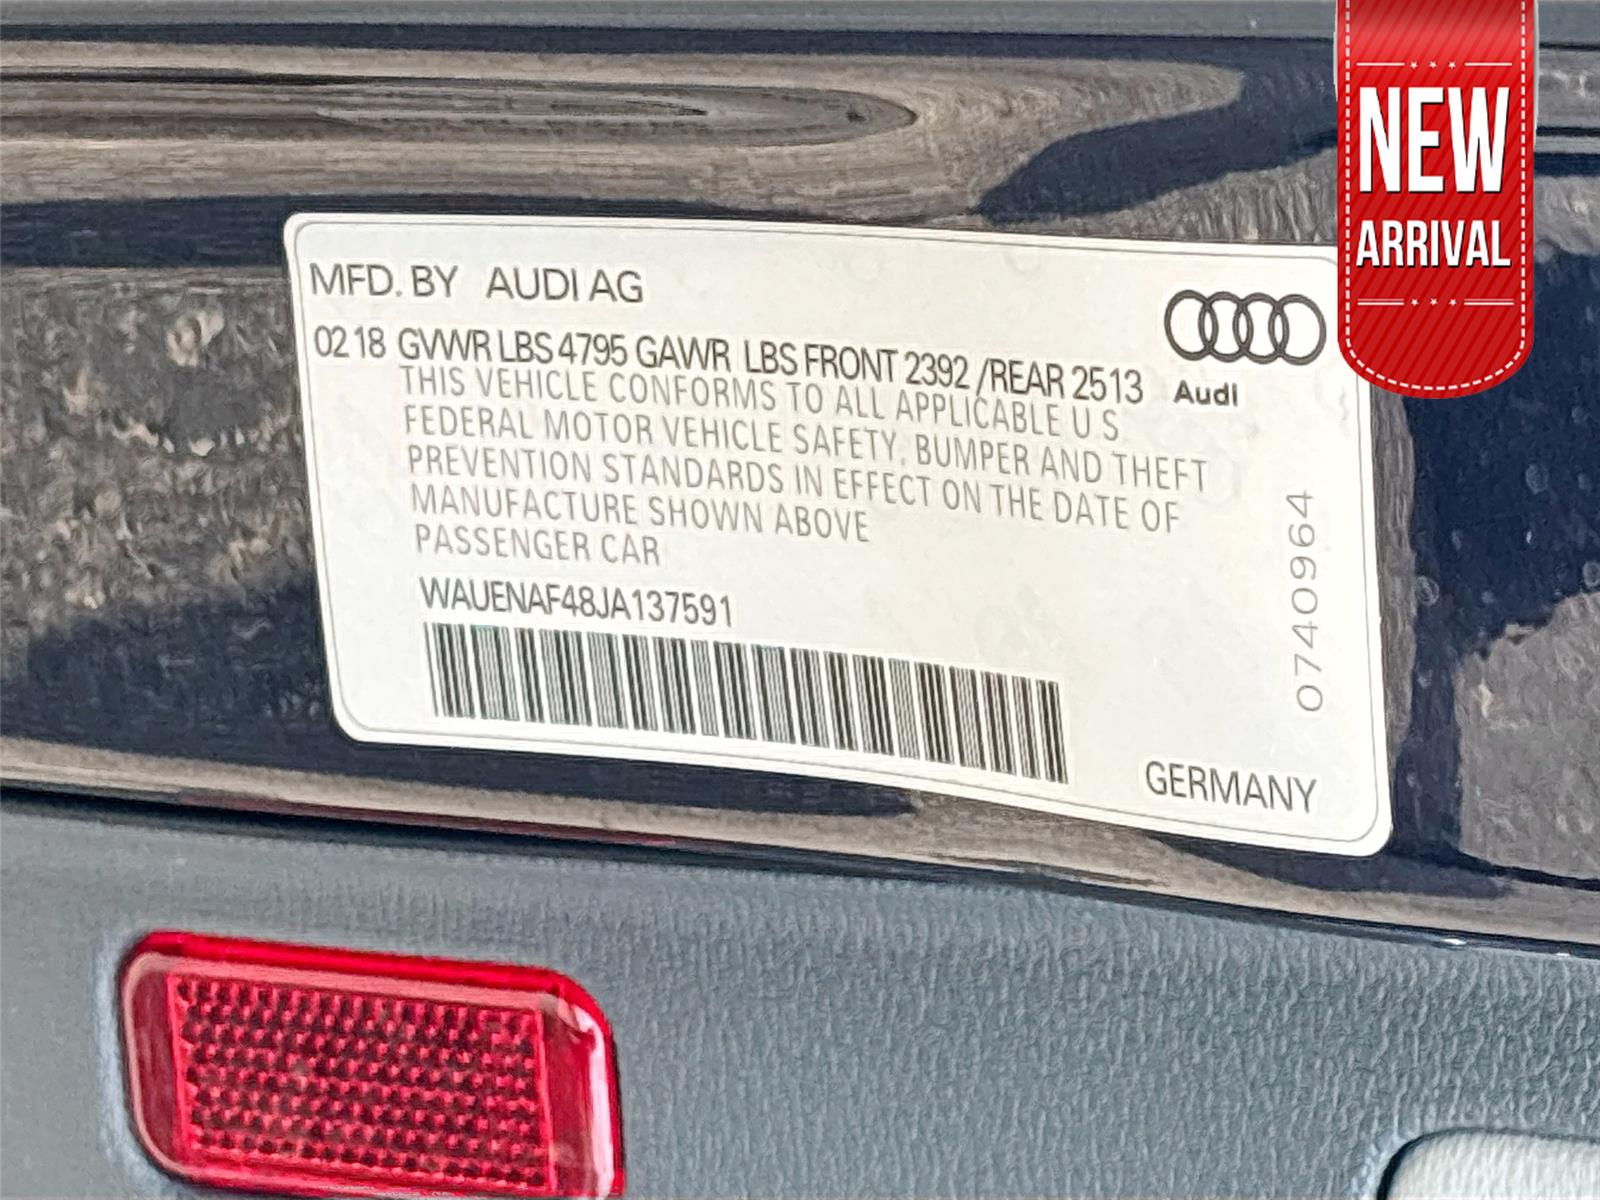 NEW
ARRIVAL
MFD. BY AUDI AG
02 18 GVWR LBS 4795 GAWR LBS FRONT 2392 /REAR 2513
Audi
THIS VEHICLE CONFORMS TO ALL APPLICABLE U S
FEDERAL MOTOR VEHICLE SAFETY, BUMPER AND THEFT
PREVENTION STANDARDS IN EFFECT ON THE DATE OF
MANUFACTURE SHOWN ABOVE
PASSENGER CAR
WAUENAF48JA137591
0740964
GERMANY